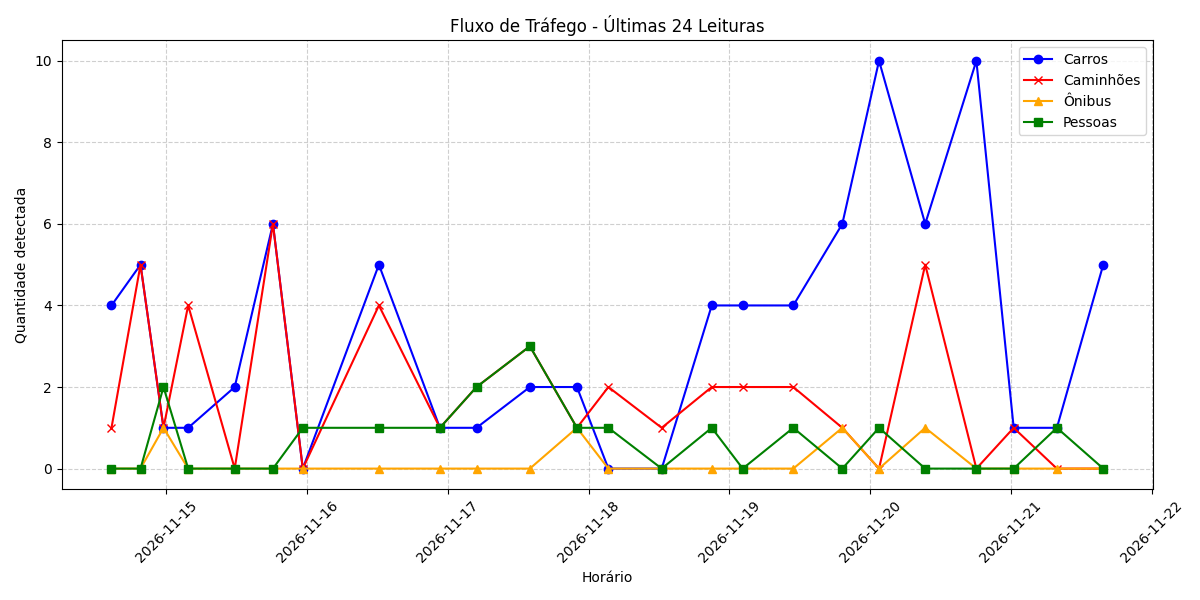 Fluxo de Tráfego - Últimas 24 Leituras
Quantidade detectada
10
8
6
4
2
0
Carros
Caminhões
Ônibus
Pessoas
2026-11-15
2026-11-16
2026-11-17
2026-11-18
2026-11-19
2026-11-20
2026-11-21
2026-11-22
Horário